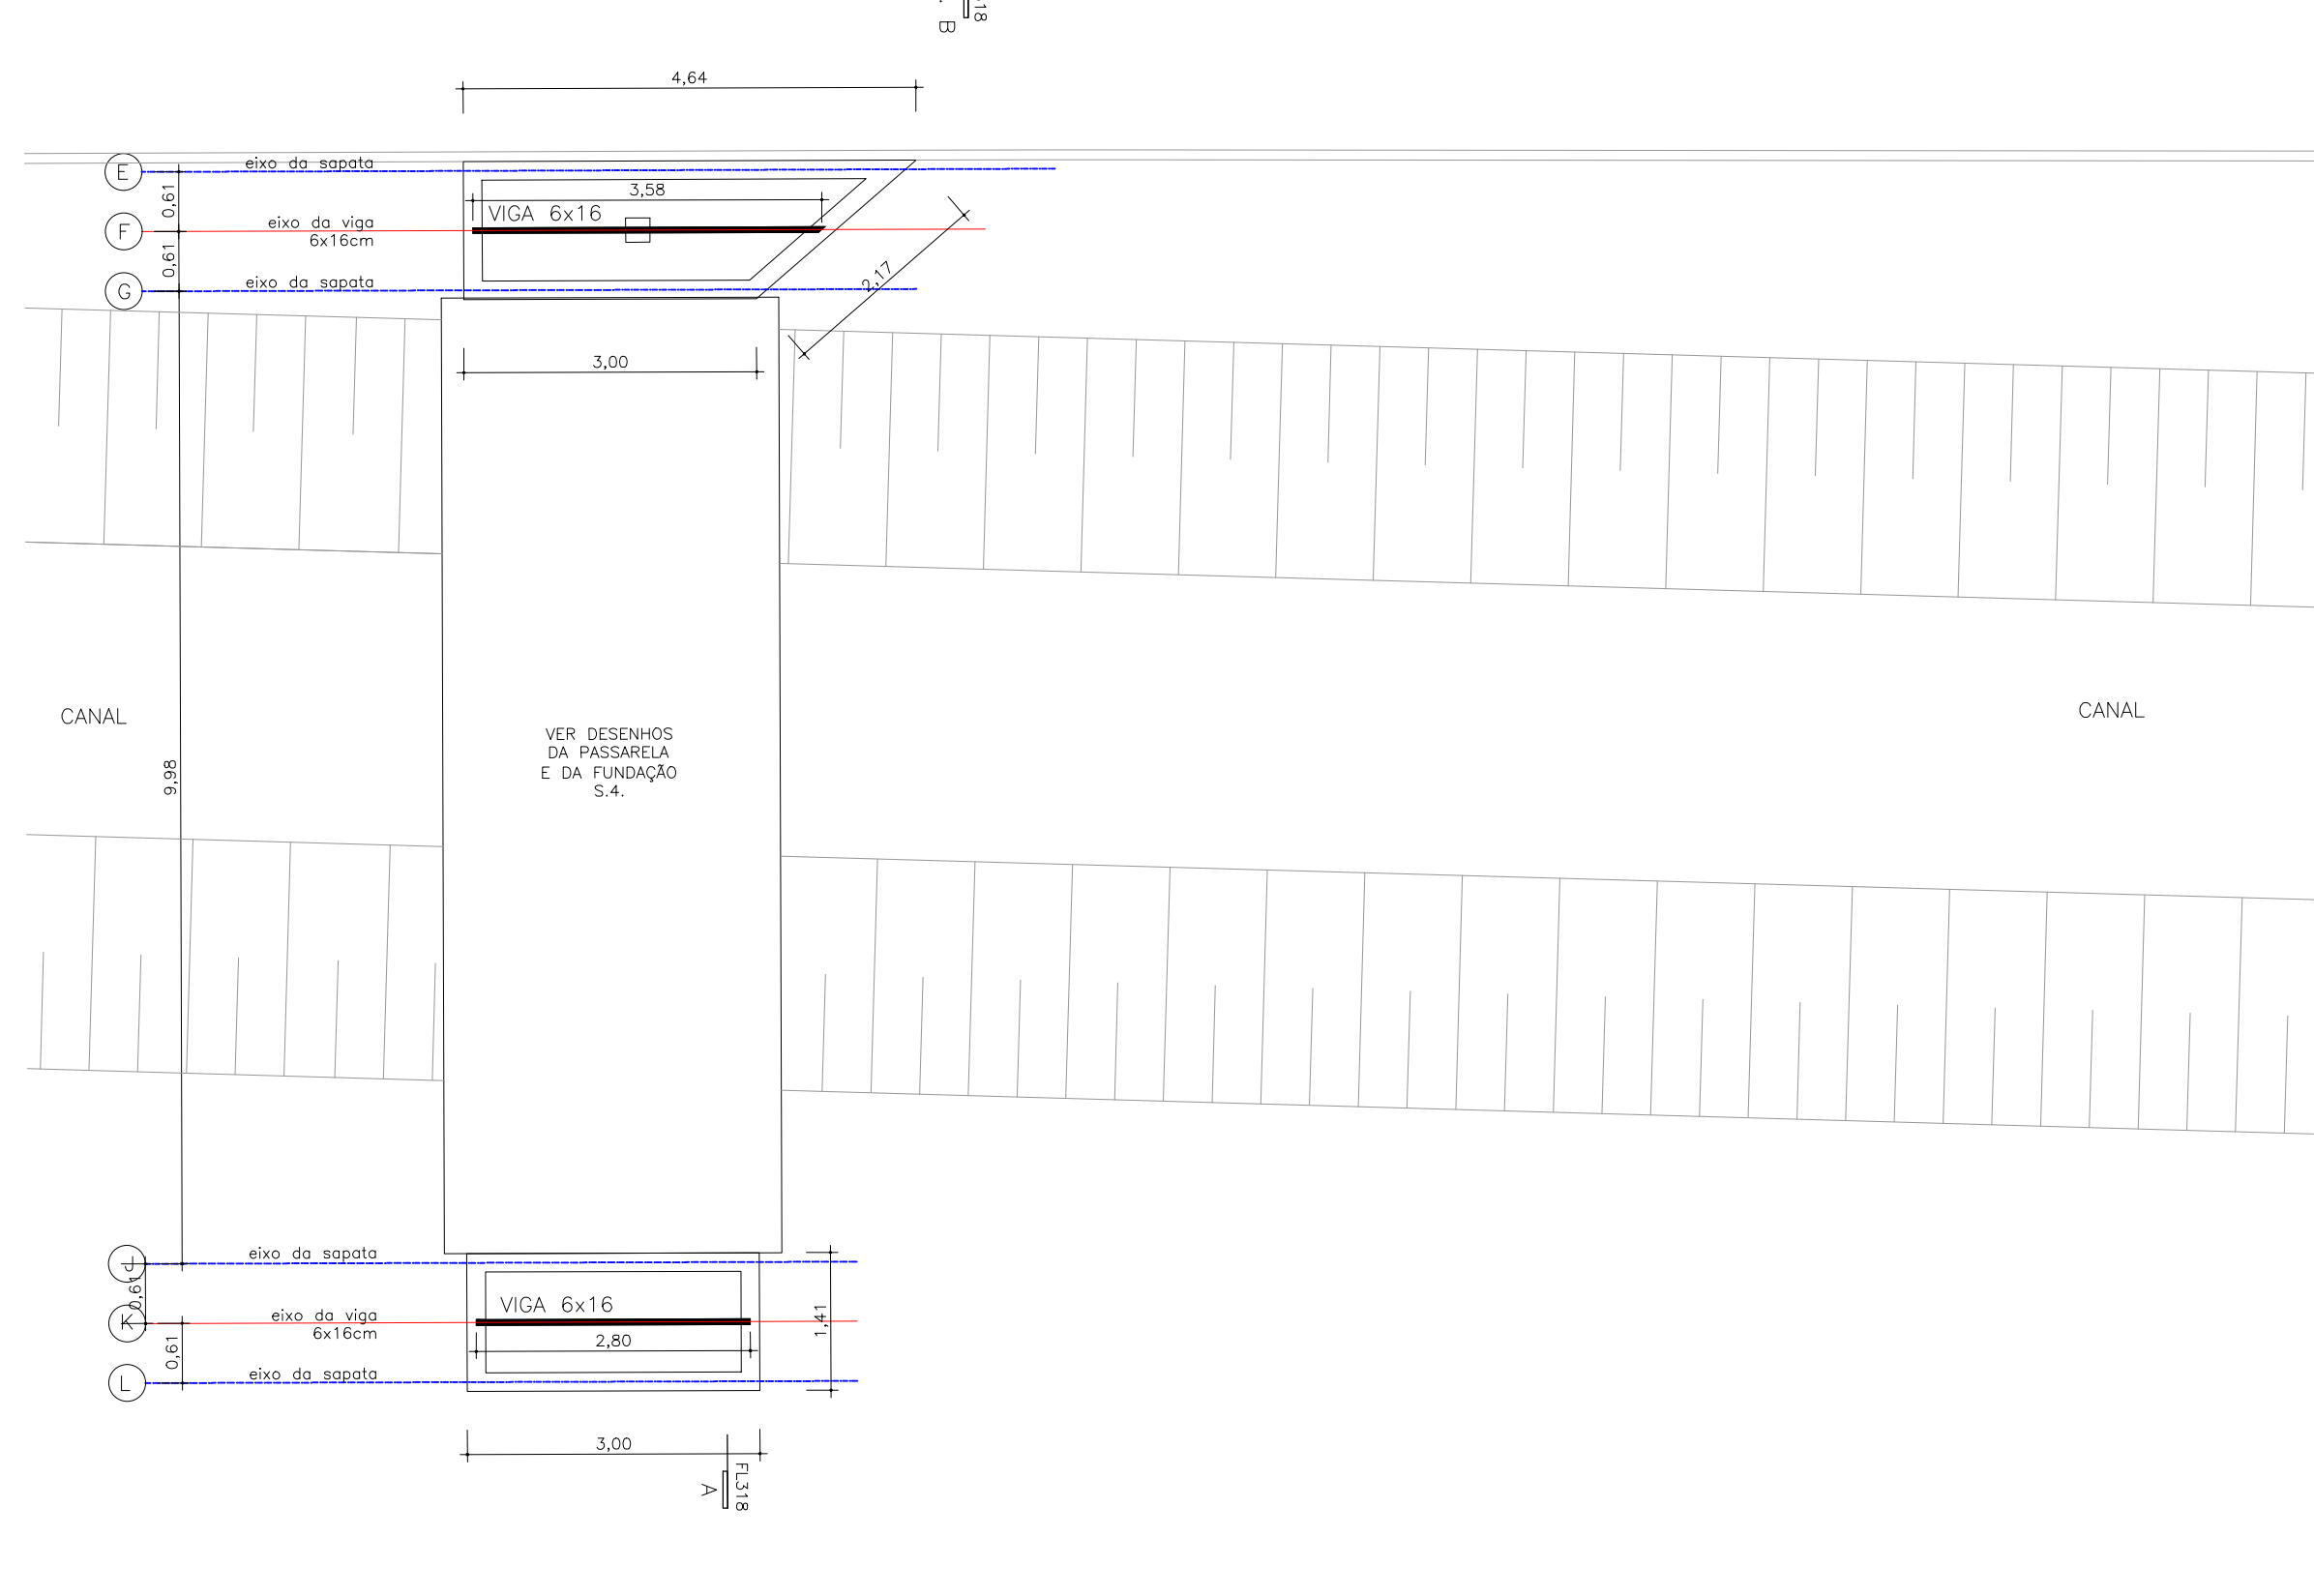 18
B
4,64
E
eixo da sapata
0,61
3,58
VIGA 6x16
F
eixo da viga
6x16cm
0,61
2,17
G
eixo da sapata
3,00
CANAL
CANAL
VER DESENHOS
DA PASSARELA
E DA FUNDAÇÃO
S.4.
9,98
J
eixo da sapata
0,61
VIGA 6x16
K
eixo da viga
6x16cm
1,41
2,80
0,61
L
eixo da sapata
3,00
FL318
A